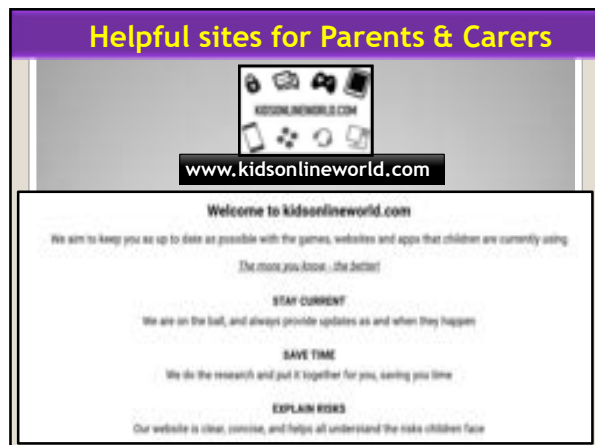 Helpful sites for Parents & Carers
KIDSONLINEWORLD.COM
www.kidsonlineworld.com
Welcome to kidsonlineworld.com
We aim to keep you as up to date as possible with the games, websites and apps that children are currently using
The more you know - the better!
STAY CURRENT
We are on the ball, and always provide updates as and when they happen
SAVE TIME
We do the research and put it together for you, saving you time
EXPLAIN RISKS
Our website is clear, concise, and helps all understand the risks children face